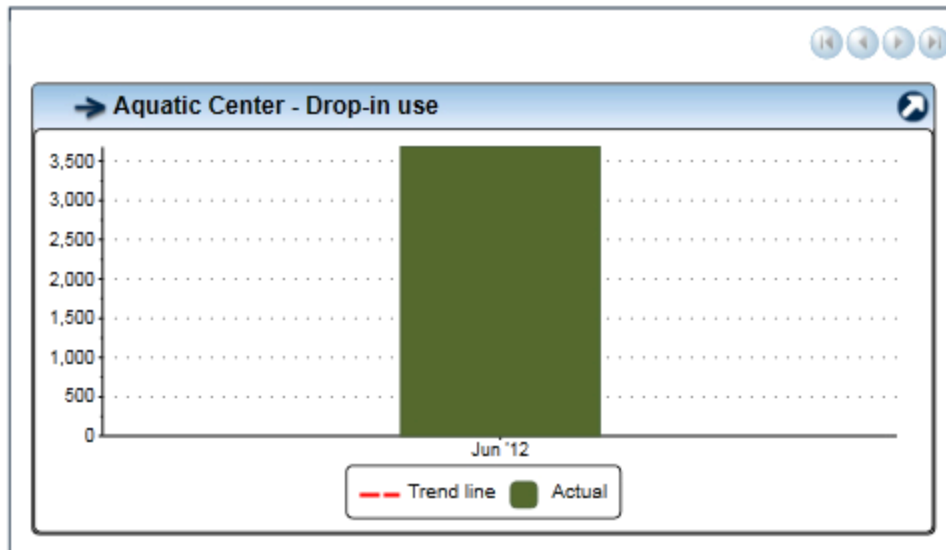 Aquatic Center - Drop-in use
3,500
3,000
2,500
2,000
1,500
1,000
500
0
Jun '12
Trend line Actual